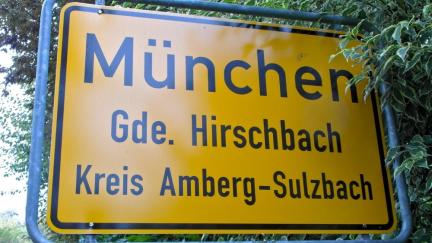 München
Gde. Hirschbach
Kreis Amberg-Sulzbach